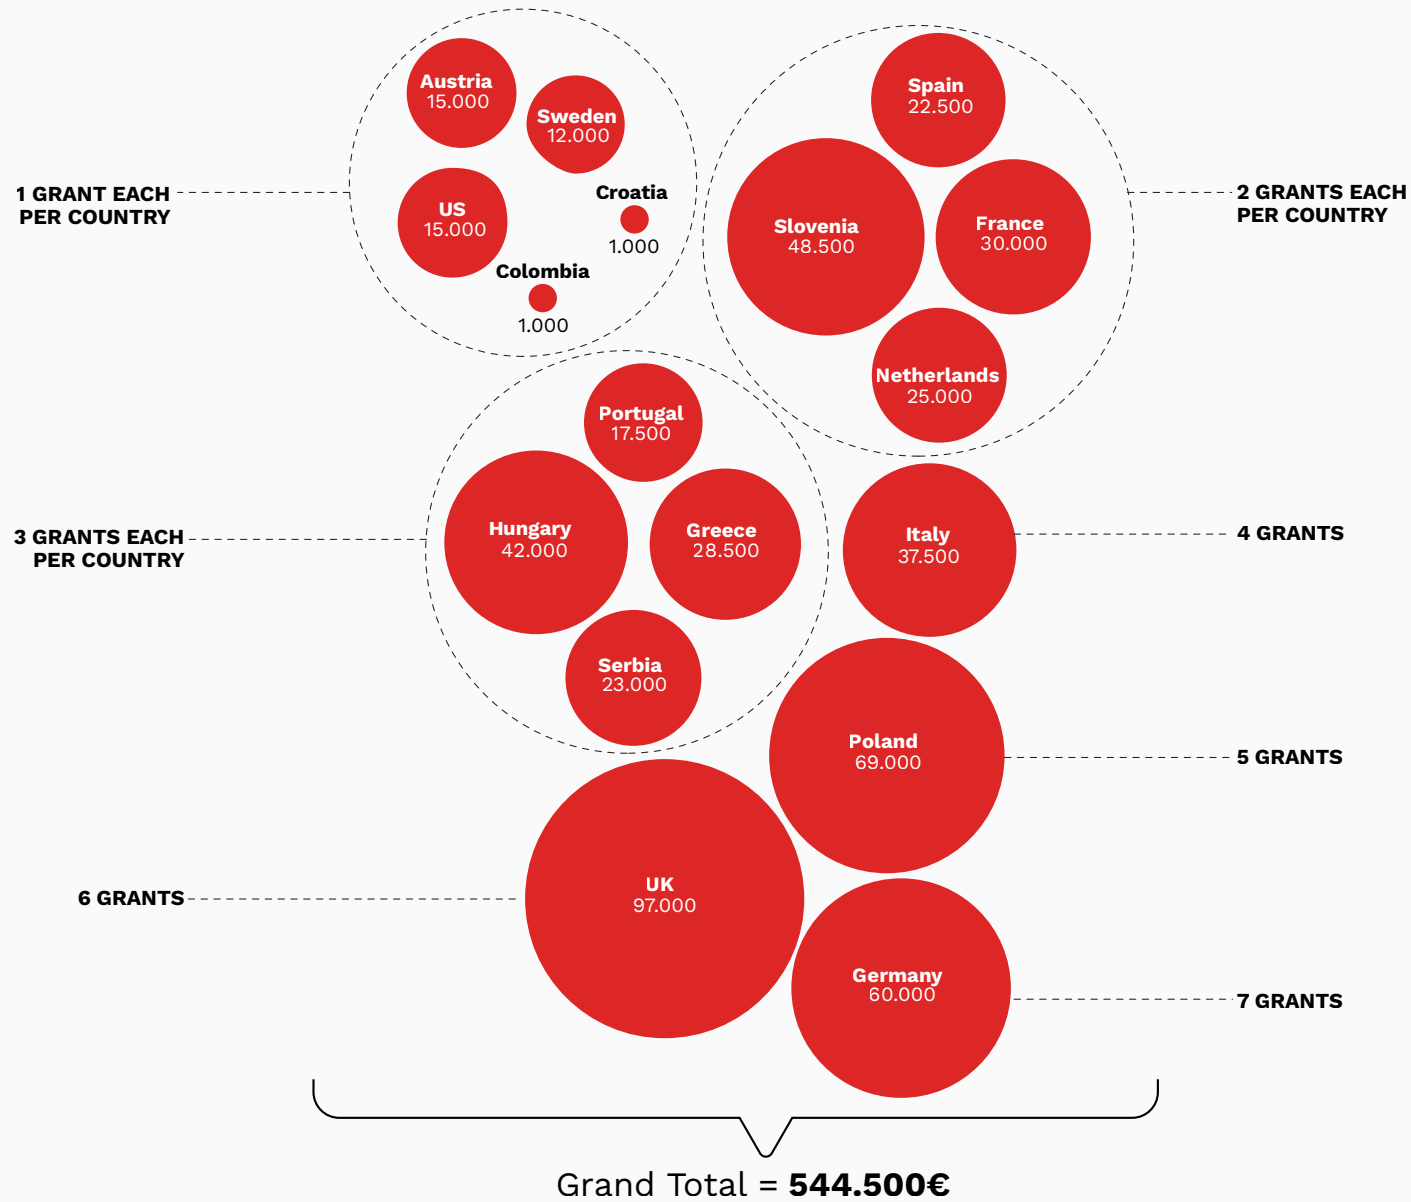 1 GRANT EACH
PER COUNTRY
Austria
15.000
Sweden
12.000
US
15.000
Croatia
1.000
Colombia
1.000
2 GRANTS EACH
PER COUNTRY
Spain
22.500
Slovenia
48.500
France
30.000
Netherlands
25.000
3 GRANTS EACH
PER COUNTRY
Portugal
17.500
Hungary
42.000
Greece
28.500
Serbia
23.000
Italy
37.500
4 GRANTS
Poland
69.000
5 GRANTS
6 GRANTS
UK
97.000
Germany
60.000
7 GRANTS
Grand Total = 544.500€